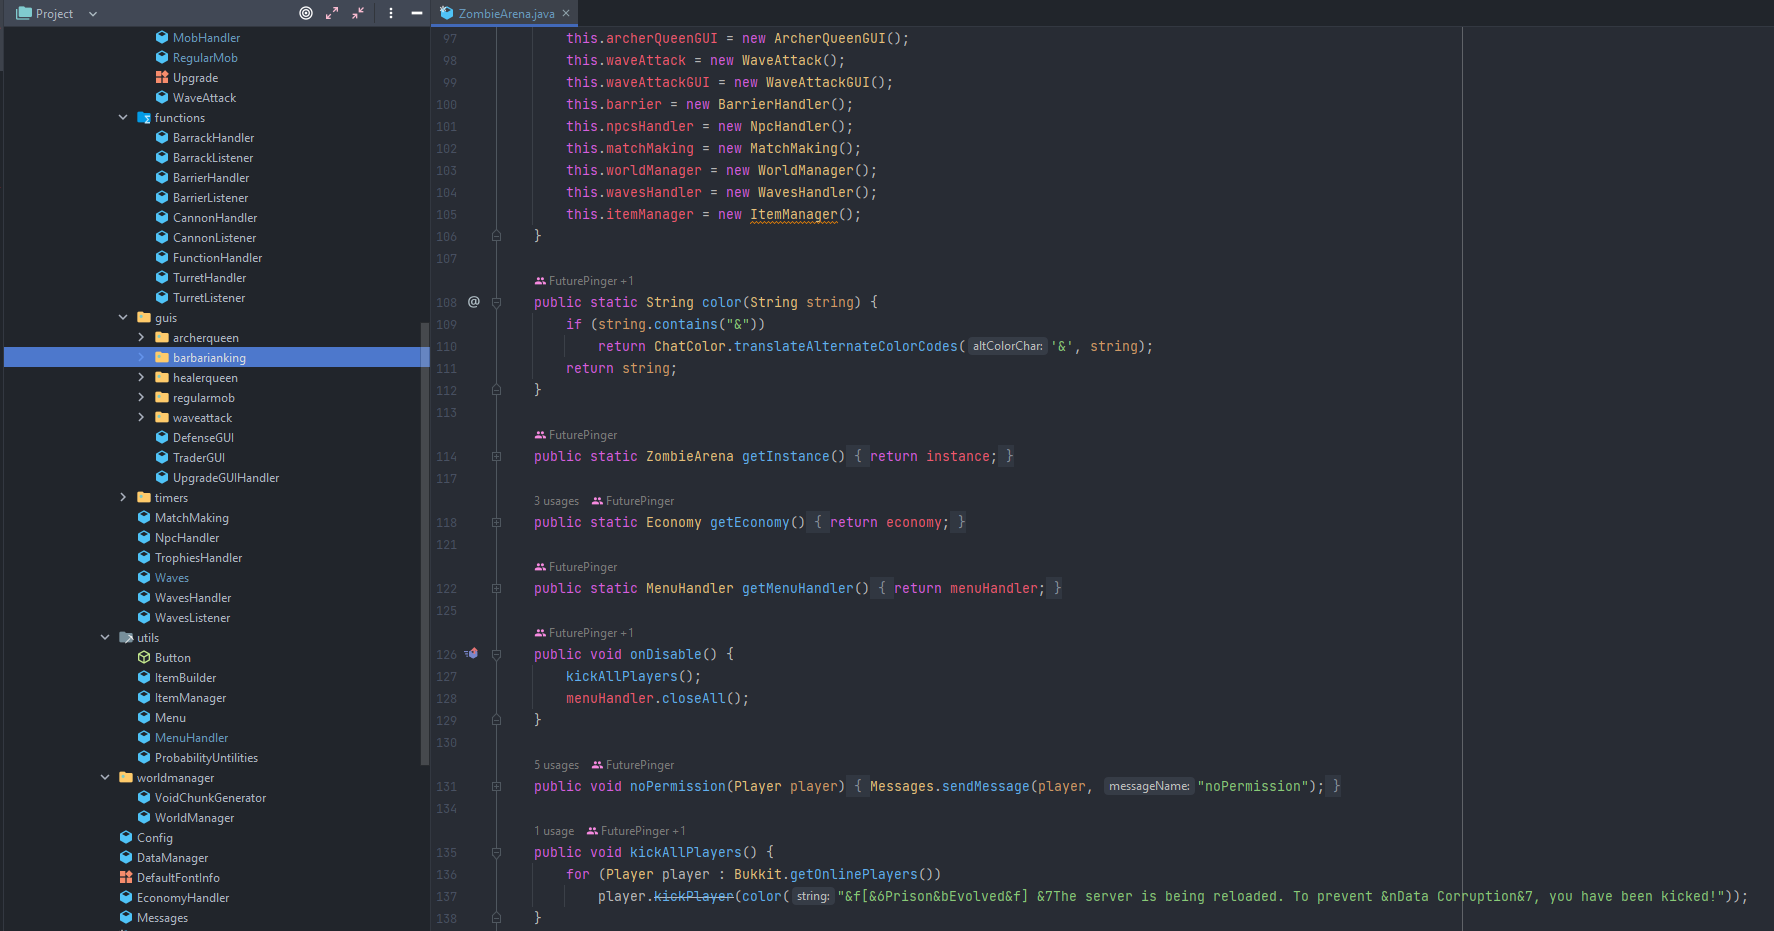 Project
MobHandler
RegularMob
Upgrade
WaveAttack
functions
BarrackHandler
BarrackListener
BarrierHandler
BarrierListener
CannonHandler
CannonListener
FunctionHandler
TurretHandler
TurretListener
guis
archerqueen
barbarianking
healerqueen
regularmob
waveattack
DefenseGUI
TraderGUI
UpgradeGUIHandler
timers
MatchMaking
NpcHandler
TrophiesHandler
Waves
WavesHandler
WavesListener
utils
Button
ItemBuilder
ItemManager
Menu
MenuHandler
ProbabilityUntilities
worldmanager
VoidChunkGenerator
WorldManager
Config
DataManager
DefaultFontInfo
EconomyHandler
Messages
ZombieArena.java
97 this.archerQueenGUI = new ArcherQueenGUI();
98 this.waveAttack = new WaveAttack();
99 this.waveAttackGUI = new WaveAttackGUI();
100 this.barrier = new BarrierHandler();
101 this.npcsHandler = new NpcHandler();
102 this.matchMaking = new MatchMaking();
103 this.worldManager = new WorldManager();
104 this.wavesHandler = new WavesHandler();
105 this.itemManager = new ItemManager();
106 }
107
FuturePinger +1
108 @ public static String color(String string) {
109 if (string.contains("&"))
110 return ChatColor.translateAlternateColorCodes( altColorChar: '&', string);
111 return string;
112 }
113
FuturePinger
114 public static ZombieArena getInstance() { return instance; }
117
3 usages FuturePinger
118 public static Economy getEconomy() { return economy; }
121
FuturePinger
122 public static MenuHandler getMenuHandler() { return menuHandler; }
125
FuturePinger +1
126 public void onDisable() {
127 kickAllPlayers();
128 menuHandler.closeAll();
129 }
130
5 usages FuturePinger
131 public void noPermission(Player player) { Messages.sendMessage(player, messageName: "noPermission"); }
134
1 usage FuturePinger +1
135 public void kickAllPlayers() {
136 for (Player player : Bukkit.getOnlinePlayers())
137 player.kickPlayer(color( string: "&f[&6Prison&bEvolved&f] &7The server is being reloaded. To prevent &nData Corruption&7, you have been kicked!"));
138 }